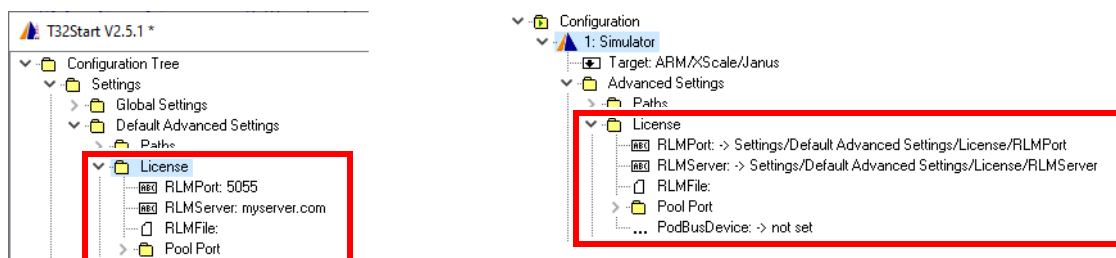 T32Start V2.5.1 *
Configuration Tree
Settings
Global Settings
Default Advanced Settings
Paths
License
RLMPort: 5055
RLMServer: myserver.com
RLMFile:
Pool Port
Configuration
1: Simulator
Target: ARM/XScale/Janus
Advanced Settings
Paths
License
RLMPort: -> Settings/Default Advanced Settings/License/RLMPort
RLMServer: -> Settings/Default Advanced Settings/License/RLMServer
RLMFile:
Pool Port
PodBusDevice: -> not set